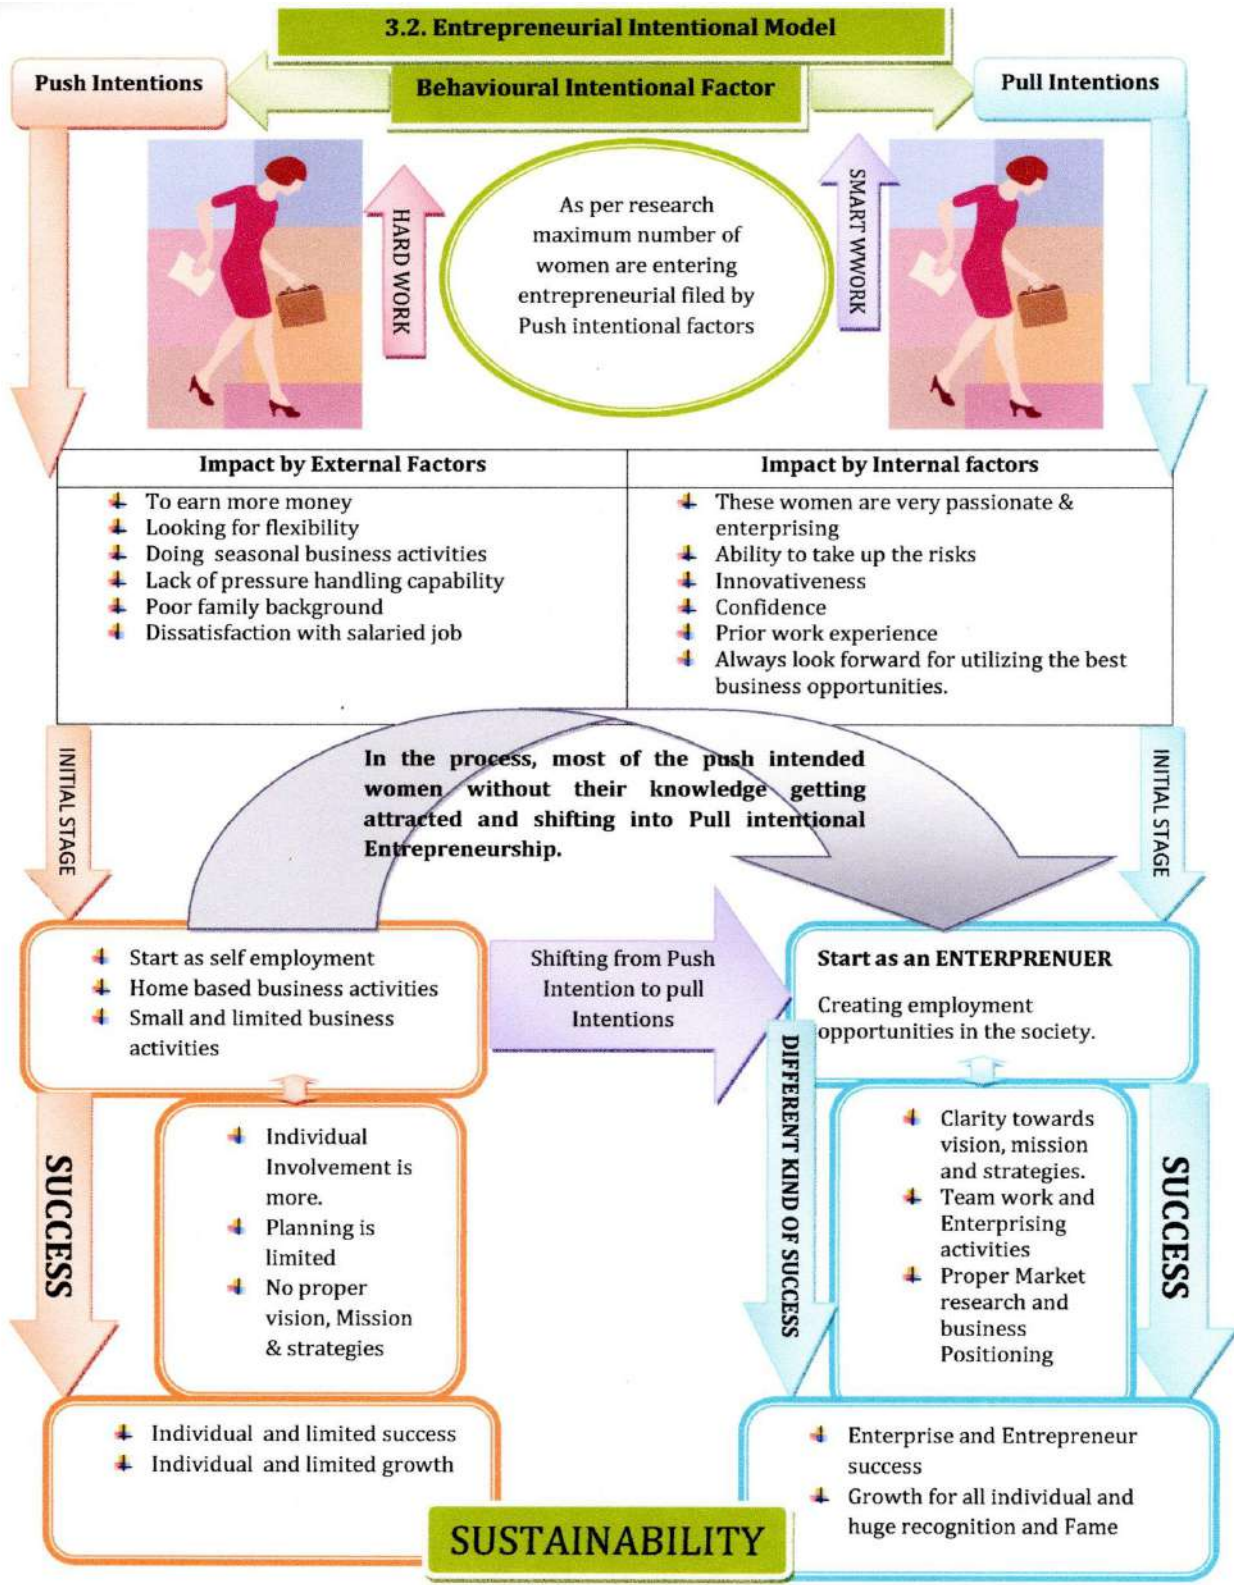 3.2. Entrepreneurial Intentional Model
Push Intentions
Behavioural Intentional Factor
Pull Intentions
HARD WORK
As per research
maximum number of
women are entering
entrepreneurial filed by
Push intentional factors
SMART WWORK
Impact by External Factors
To earn more money
Looking for flexibility
Doing seasonal business activities
Lack of pressure handling capability
Poor family background
Dissatisfaction with salaried job
Impact by Internal factors
These women are very passionate &
enterprising
Ability to take up the risks
Innovativeness
Confidence
Prior work experience
Always look forward for utilizing the best
business opportunities.
INITIAL STAGE
In the process, most of the push intended
women without their knowledge getting
attracted and shifting into Pull intentional
Entrepreneurship.
INITIAL STAGE
Start as self employment
Home based business activities
Small and limited business
activities
Shifting from Push
Intention to pull
Intentions
Start as an ENTERPRENUER
Creating employment
opportunities in the society.
SUCCESS
Individual
Involvement is
more.
Planning is
limited
No proper
vision, Mission
& strategies
DIFFERENT KIND OF SUCCESS
Clarity towards
vision, mission
and strategies.
Team work and
Enterprising
activities
Proper Market
research and
business
Positioning
SUCCESS
Individual and limited success
Individual and limited growth
Enterprise and Entrepreneur
success
Growth for all individual and
huge recognition and Fame
SUSTAINABILITY